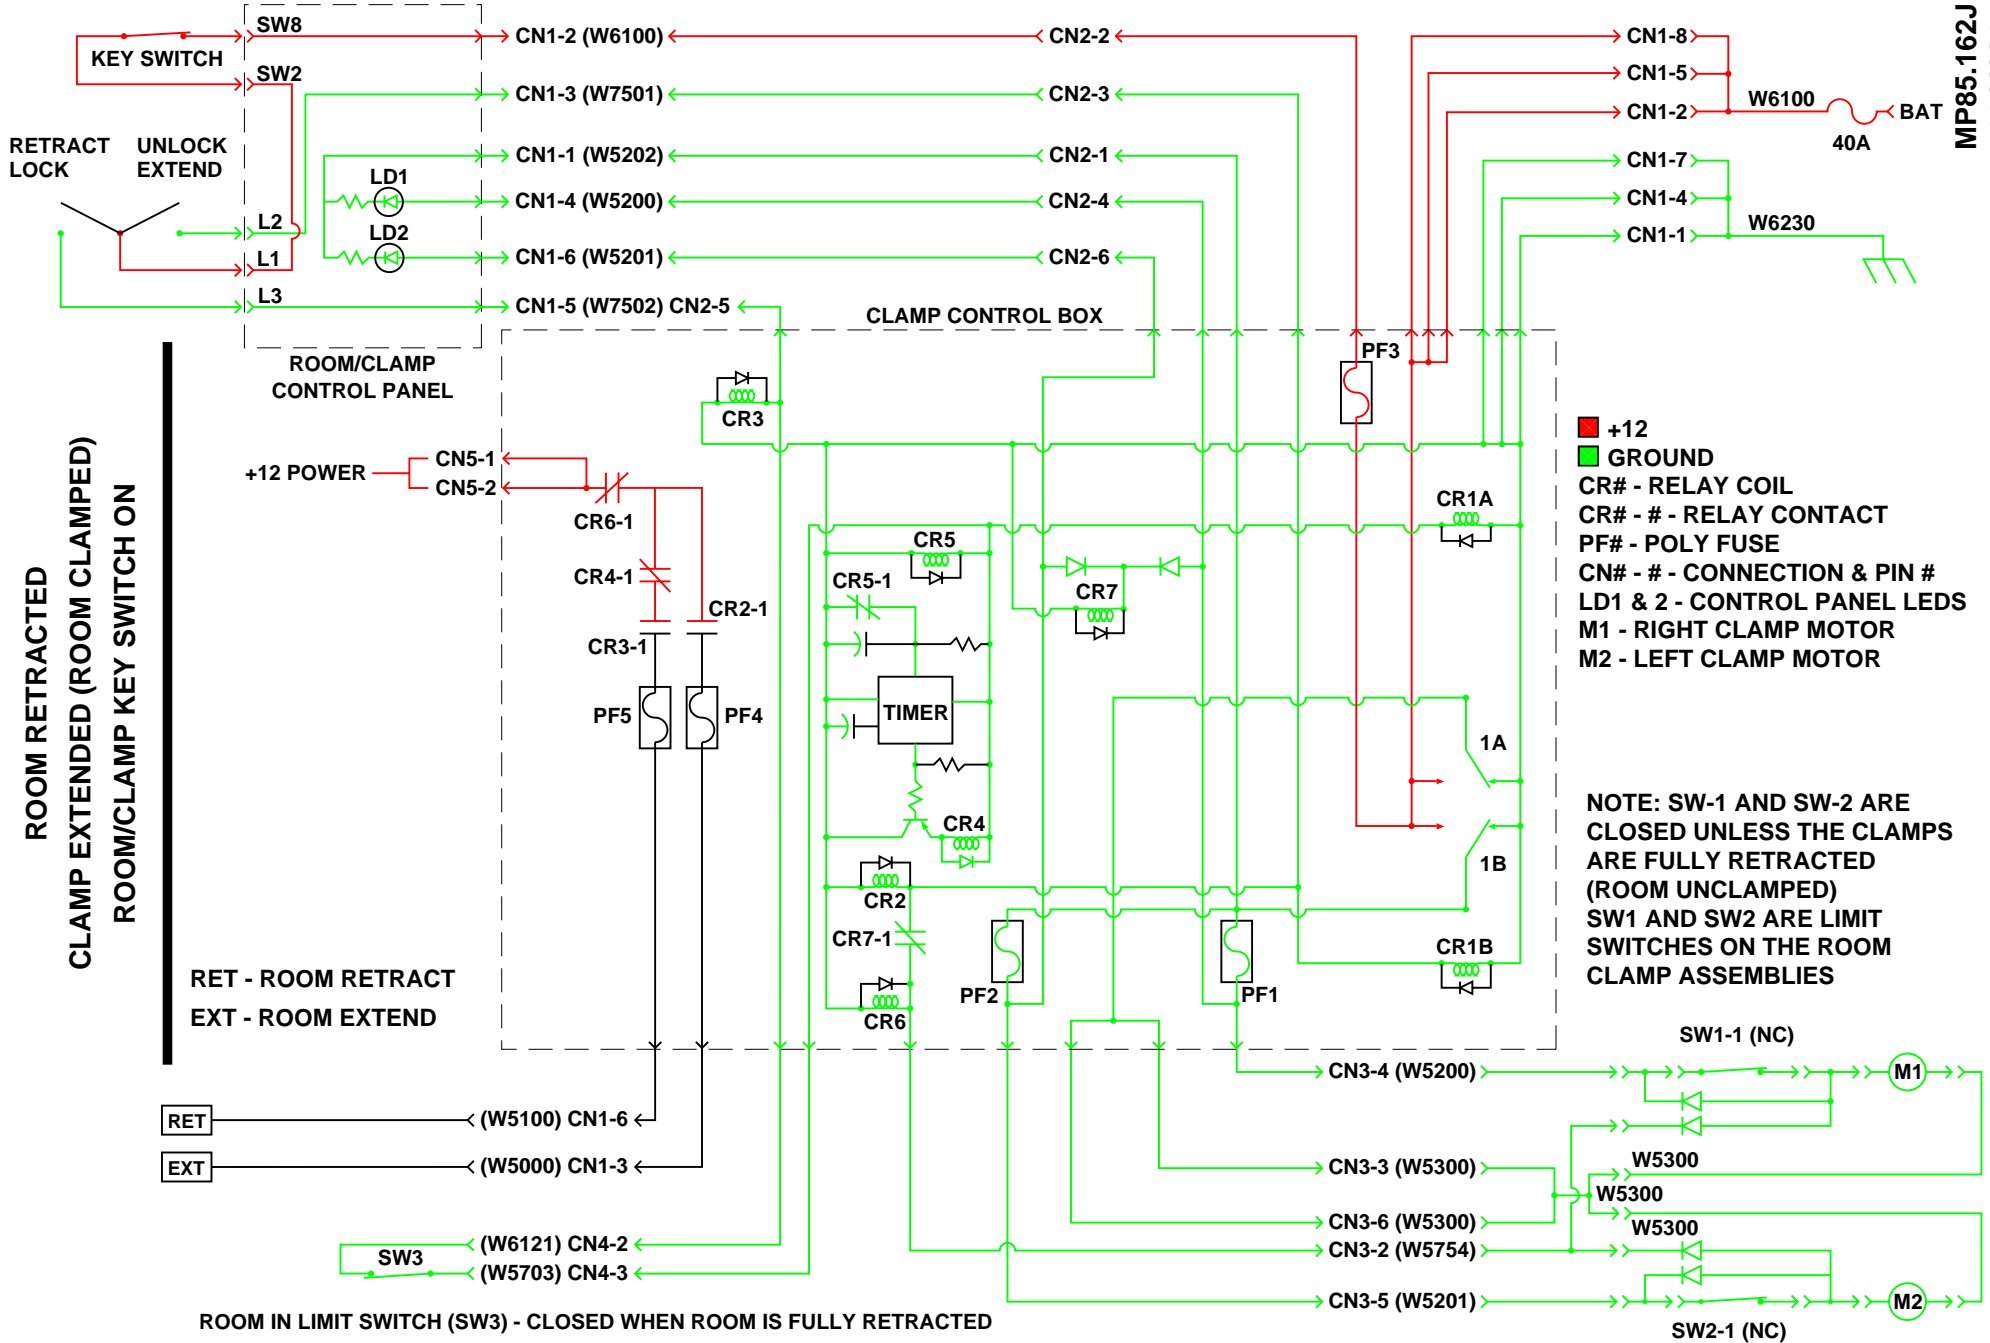 SW8
KEY SWITCH
SW2
CN1-2 (W6100)
CN2-2
CN1-8
CN1-5
CN1-2
W6100
BAT
40A
MP85.162J
CN1-3 (W7501)
CN2-3
RETRACT LOCK
UNLOCK EXTEND
CN1-1 (W5202)
CN2-1
CN1-7
LD1
CN1-4 (W5200)
CN2-4
CN1-4
L2
LD2
CN1-1
W6230
L1
CN1-6 (W5201)
CN2-6
L3
CN1-5 (W7502) CN2-5
CLAMP CONTROL BOX
ROOM/CLAMP
CONTROL PANEL
PF3
CR3
+12 POWER
CN5-1
CN5-2
CR6-1
CR4-1
CR3-1
CR2-1
PF5
PF4
CR5
CR5-1
CR7
CR1A
TIMER
CR4
CR2
CR7-1
CR6
PF2
PF1
1A
1B
CR1B
+12
GROUND
CR# - RELAY COIL
CR# - # - RELAY CONTACT
PF# - POLY FUSE
CN# - # - CONNECTION & PIN #
LD1 & 2 - CONTROL PANEL LEDS
M1 - RIGHT CLAMP MOTOR
M2 - LEFT CLAMP MOTOR
NOTE: SW-1 AND SW-2 ARE
CLOSED UNLESS THE CLAMPS
ARE FULLY RETRACTED
(ROOM UNCLAMPED)
SW1 AND SW2 ARE LIMIT
SWITCHES ON THE ROOM
CLAMP ASSEMBLIES
ROOM RETRACTED
CLAMP EXTENDED (ROOM CLAMPED)
ROOM/CLAMP KEY SWITCH ON
RET - ROOM RETRACT
EXT - ROOM EXTEND
SW1-1 (NC)
CN3-4 (W5200)
M1
RET
(W5100) CN1-6
EXT
(W5000) CN1-3
CN3-3 (W5300)
W5300
W5300
CN3-6 (W5300)
W5300
(W6121) CN4-2
CN3-2 (W5754)
SW3
(W5703) CN4-3
CN3-5 (W5201)
M2
SW2-1 (NC)
ROOM IN LIMIT SWITCH (SW3) - CLOSED WHEN ROOM IS FULLY RETRACTED